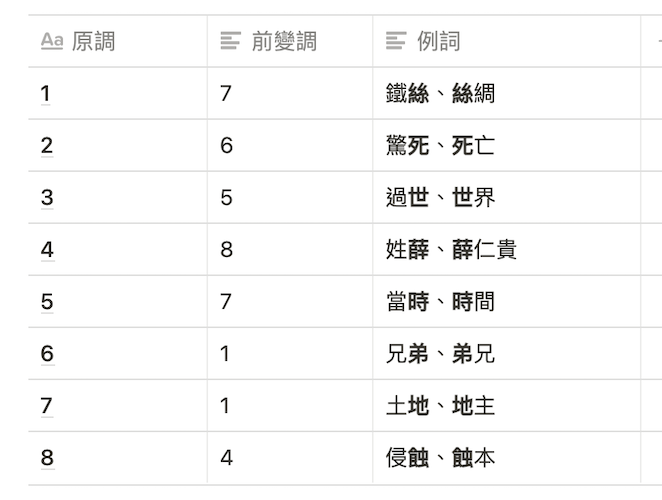 Aa 原調 前變調 例詞
1 7 鐵絲、絲綢
2 6 驚死、死亡
3 5 過世、世界
4 8 姓薛、薛仁貴
5 7 當時、時間
6 1 兄弟、弟兄
7 1 土地、地主
8 4 侵蝕、蝕本